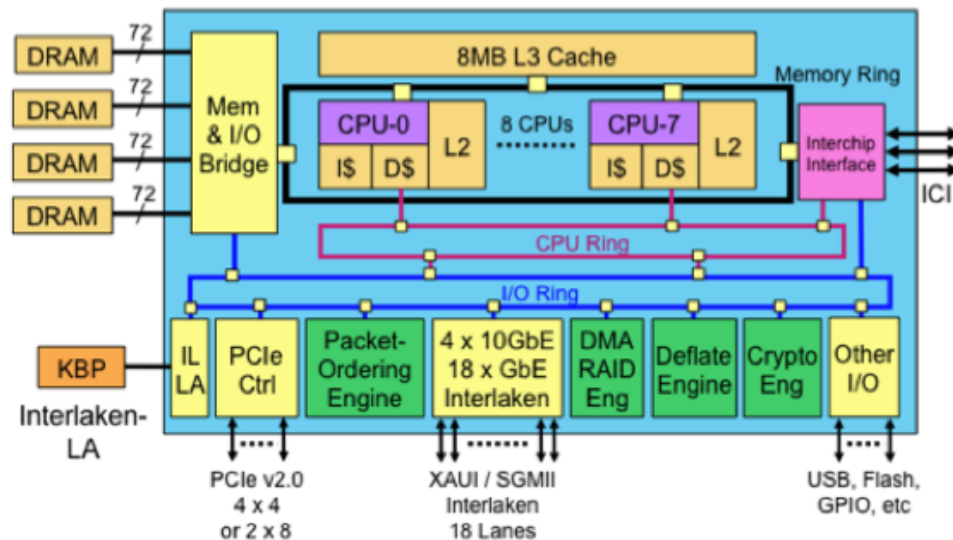 72
DRAM
72
DRAM
72
DRAM
72
DRAM
Mem
& I/O
Bridge
8MB L3 Cache
Memory Ring
CPU-0
I$
D$
L2
8 CPUs
CPU-7
I$
D$
L2
Interchip
Interface
ICI
CPU Ring
I/O Ring
KBP
Interlaken-
LA
IL
LA
PCIe
Ctrl
Packet-
Ordering
Engine
4 x 10GbE
18 x GbE
Interlaken
DMA
RAID
Eng
Deflate
Engine
Crypto
Eng
Other
I/O
PCIe v2.0
4 x 4
or 2 x 8
XAUI / SGMII
Interlaken
18 Lanes
USB, Flash,
GPIO, etc